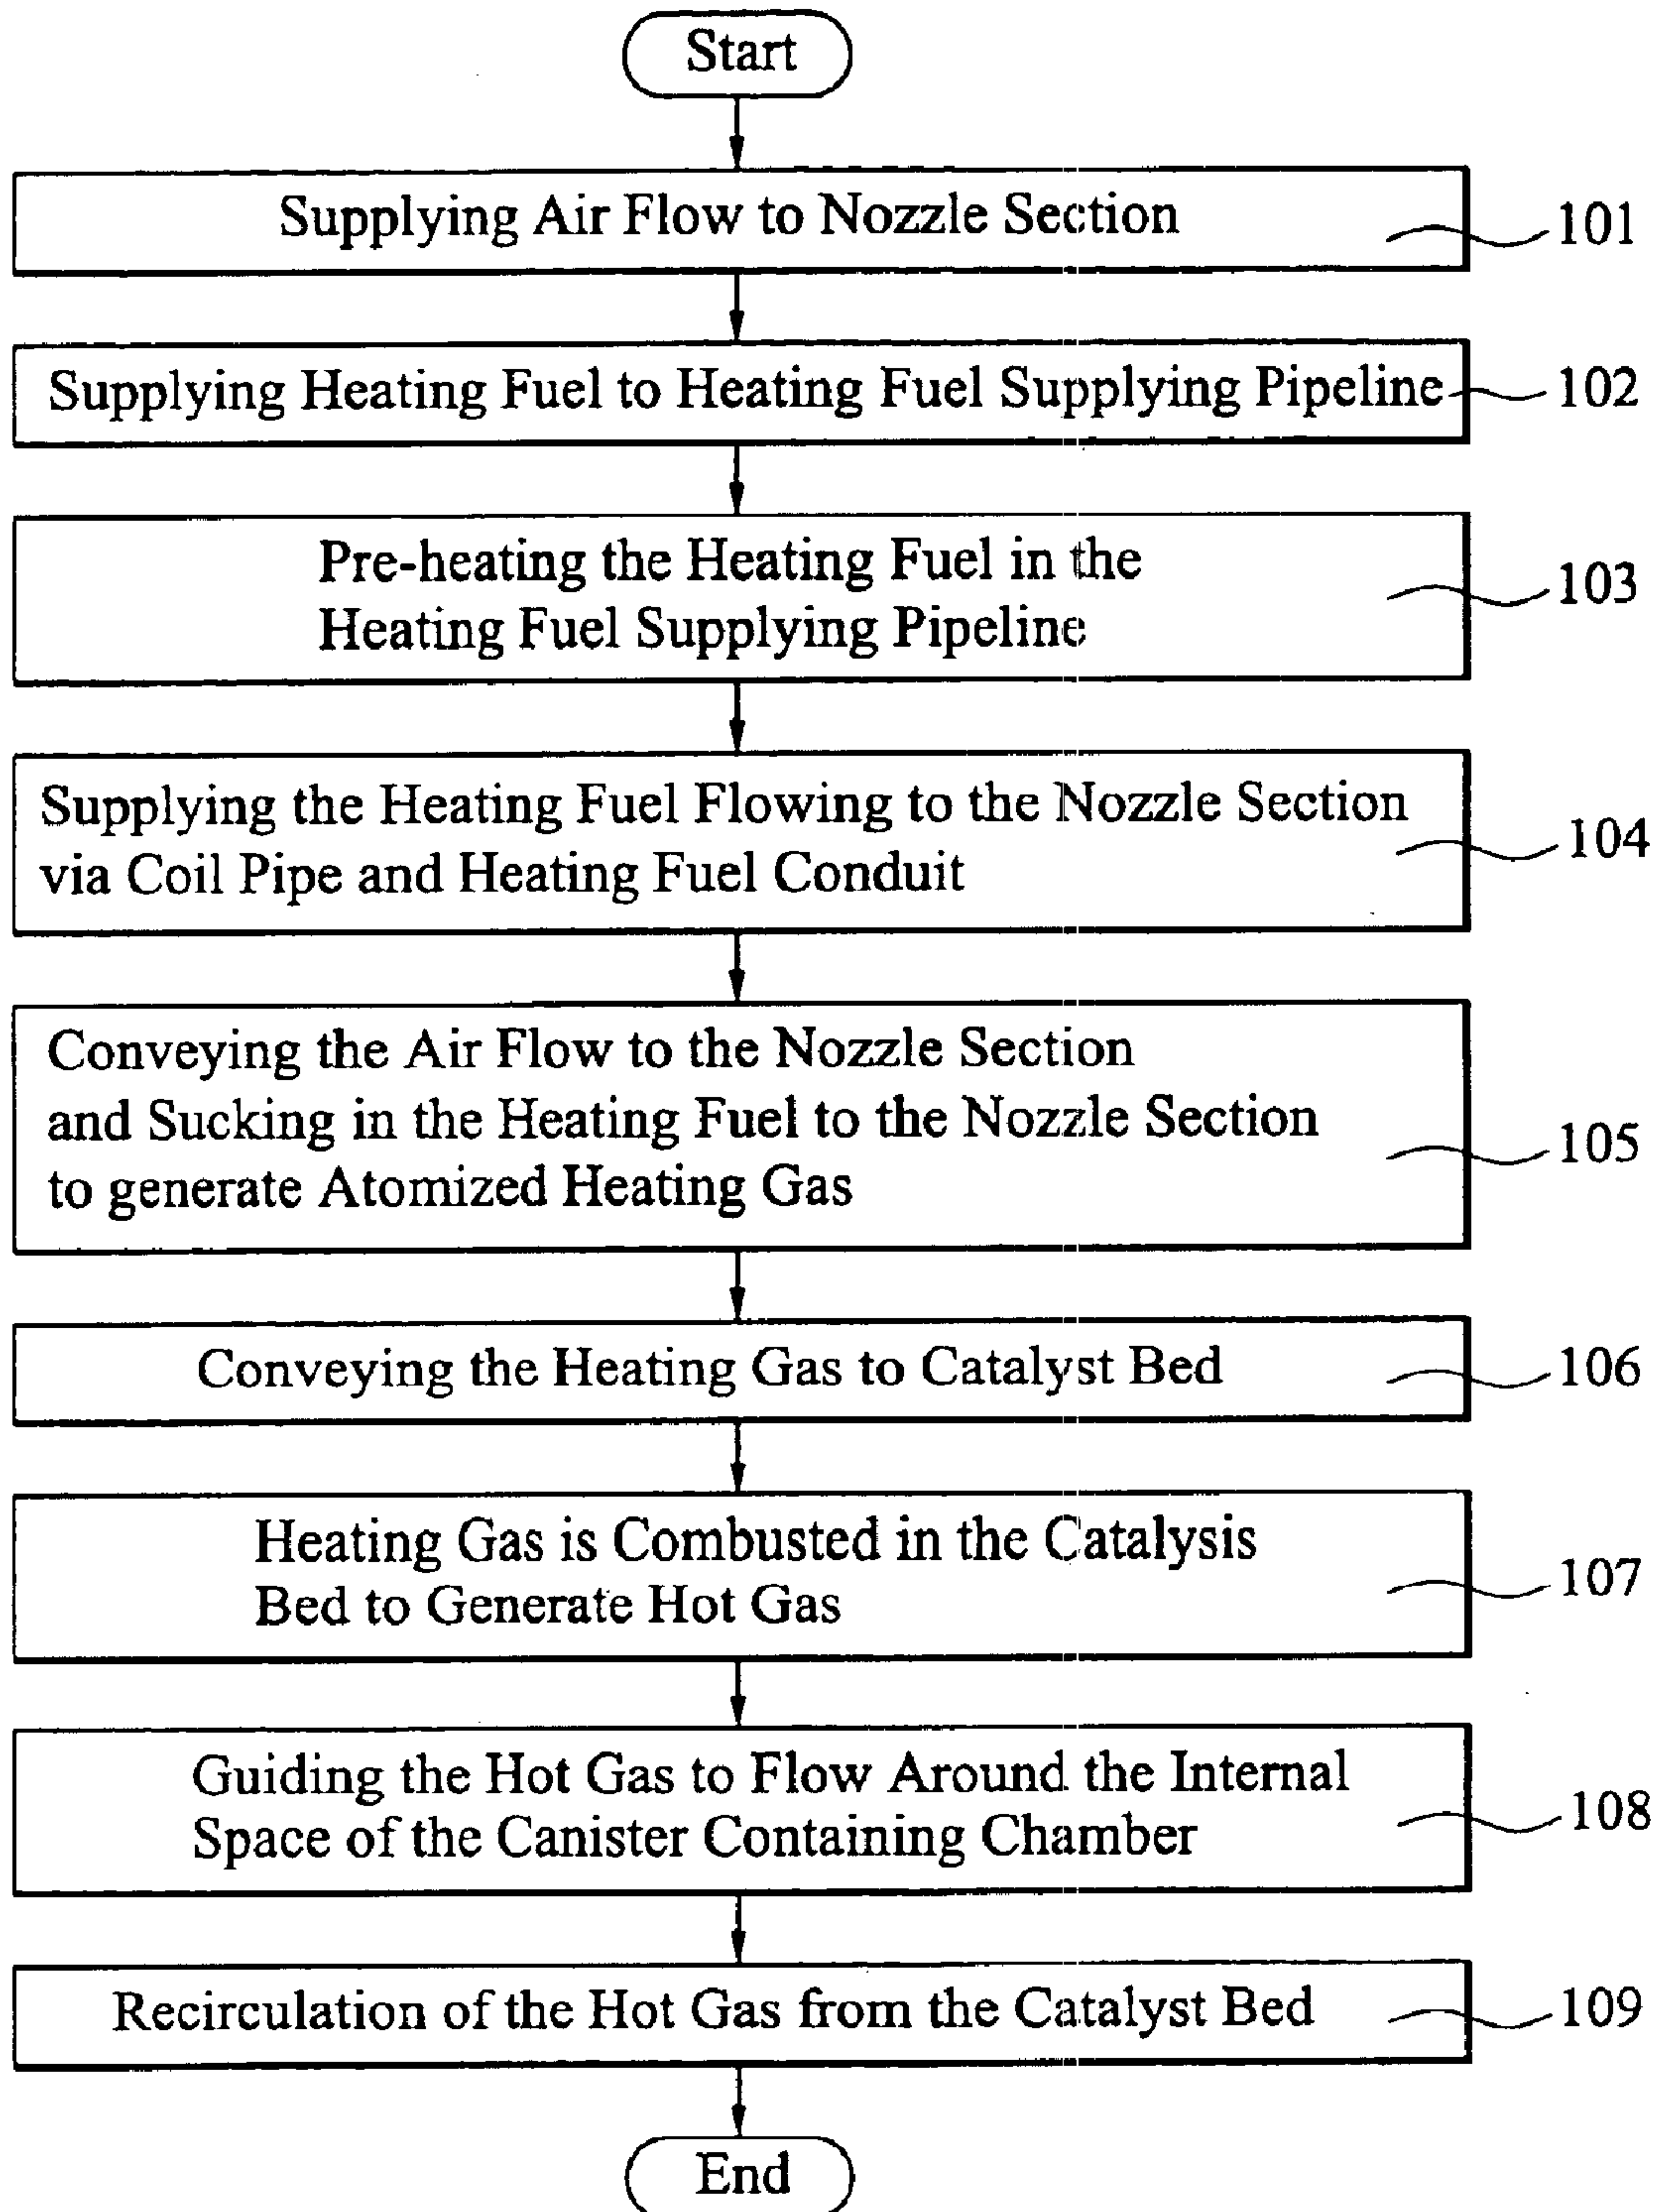 Start
Supplying Air Flow to Nozzle Section
101
Supplying Heating Fuel to Heating Fuel Supplying Pipeline
102
Pre-heating the Heating Fuel in the
Heating Fuel Supplying Pipeline
103
Supplying the Heating Fuel Flowing to the Nozzle Section
via Coil Pipe and Heating Fuel Conduit
104
Conveying the Air Flow to the Nozzle Section
and Sucking in the Heating Fuel to the Nozzle Section
to generate Atomized Heating Gas
105
Conveying the Heating Gas to Catalyst Bed
106
Heating Gas is Combusted in the Catalysis
Bed to Generate Hot Gas
107
Guiding the Hot Gas to Flow Around the Internal
Space of the Canister Containing Chamber
108
Recirculation of the Hot Gas from the Catalyst Bed
109
End